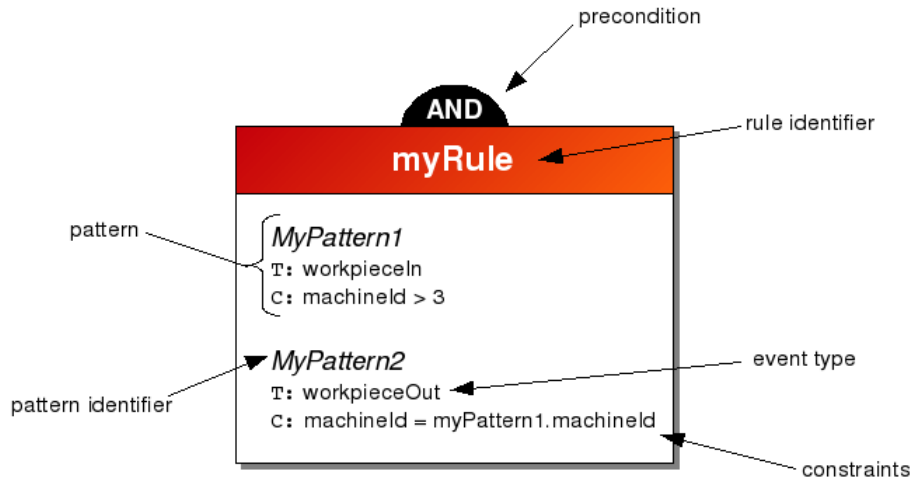 precondition
AND
rule identifier
myRule
pattern
MyPattern1
T: workpieceIn
C: machineId > 3
MyPattern2
event type
T: workpieceOut
pattern identifier
C: machineId = myPattern1.machineId
constraints